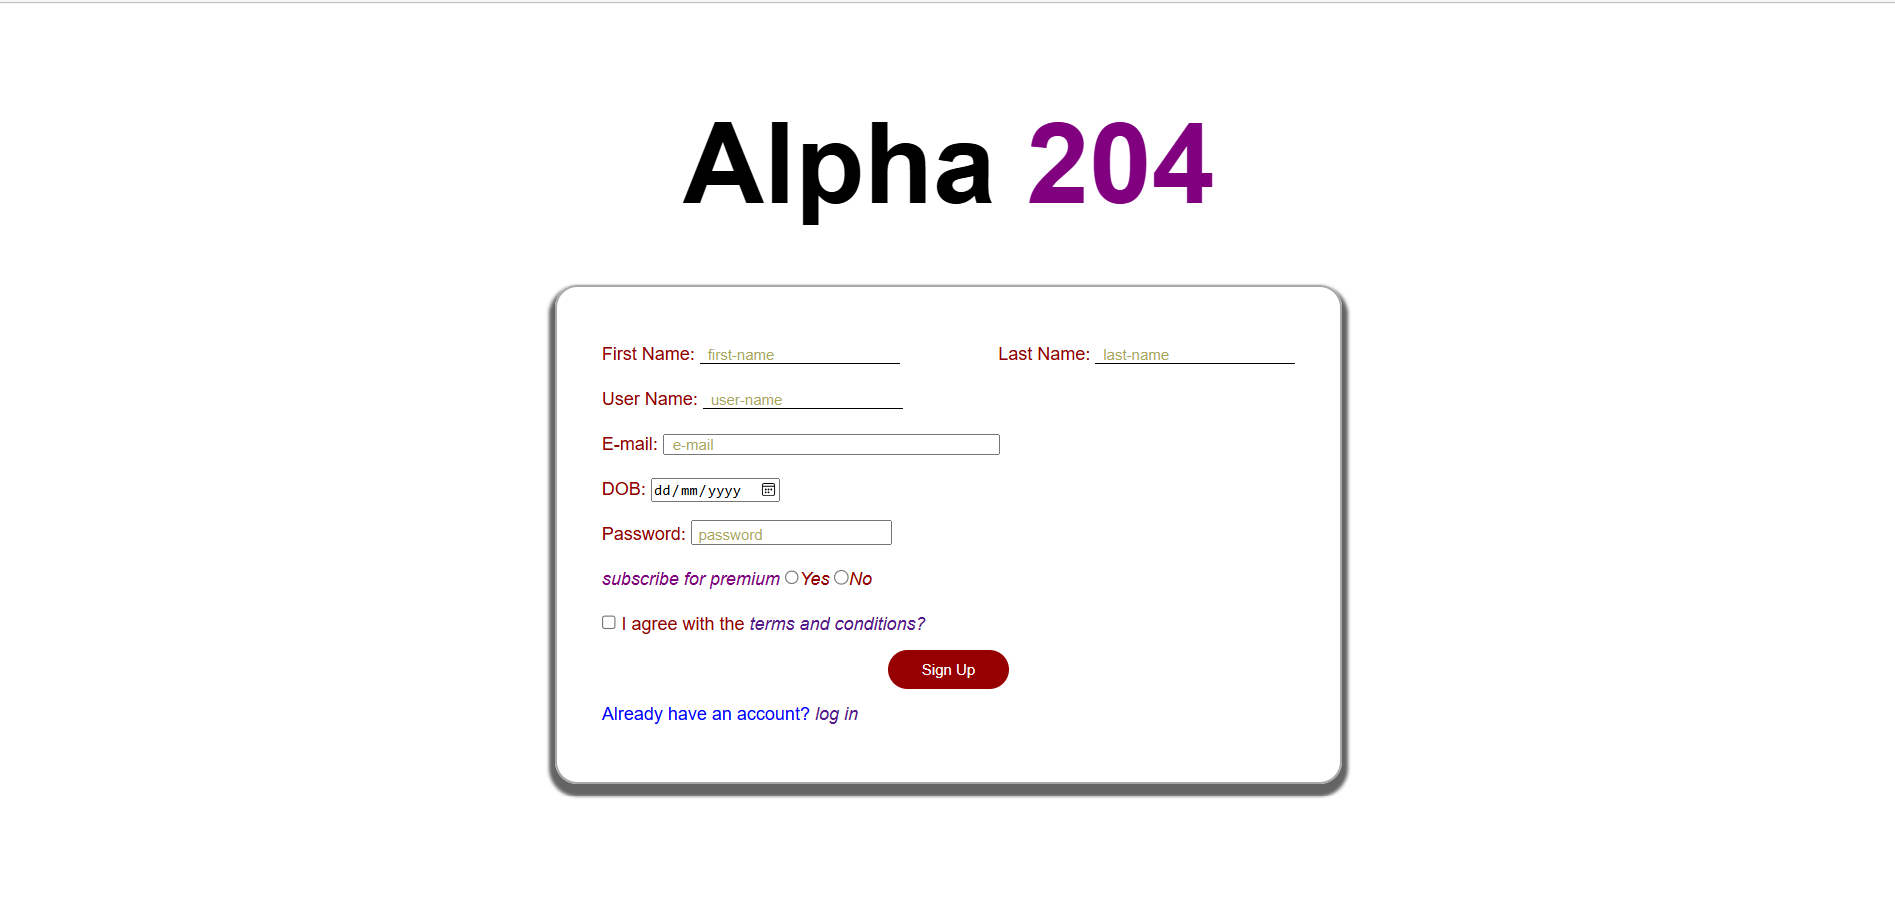 Alpha 204
First Name: first-name Last Name: last-name
User Name: user-name
E-mail: e-mail
DOB: dd/mm/yyyy
Password: password
subscribe for premium Yes No
I agree with the terms and conditions?
Sign Up
Already have an account? log in